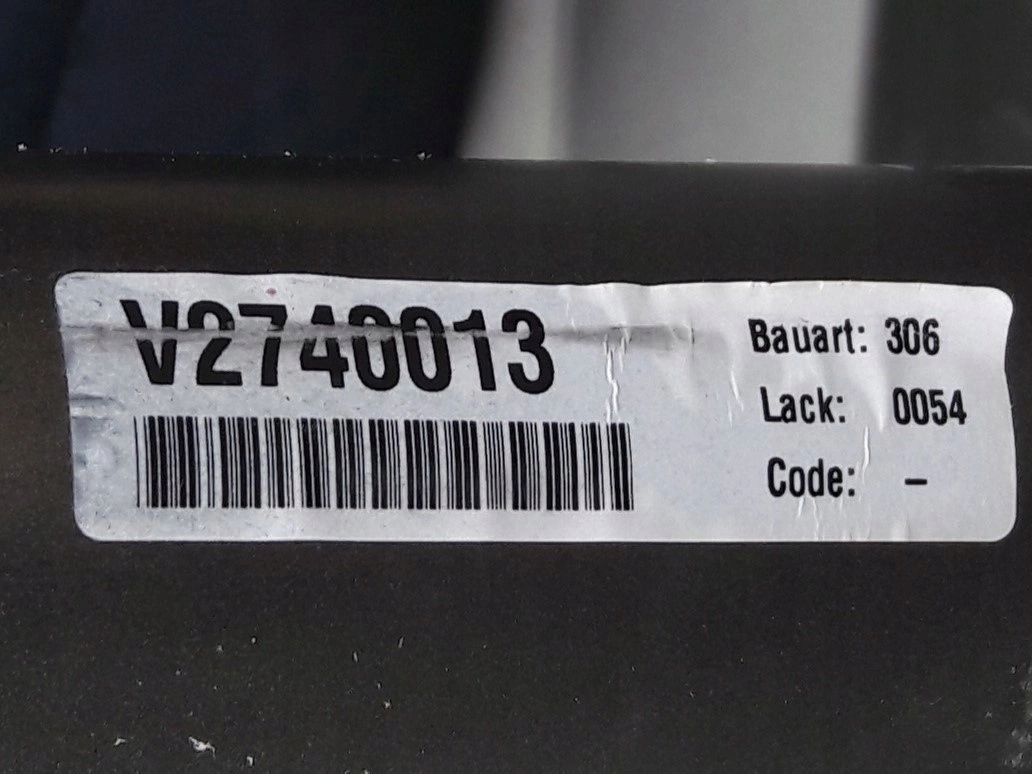 V2740013
Bauart: 306
Lack: 0054
Code: –